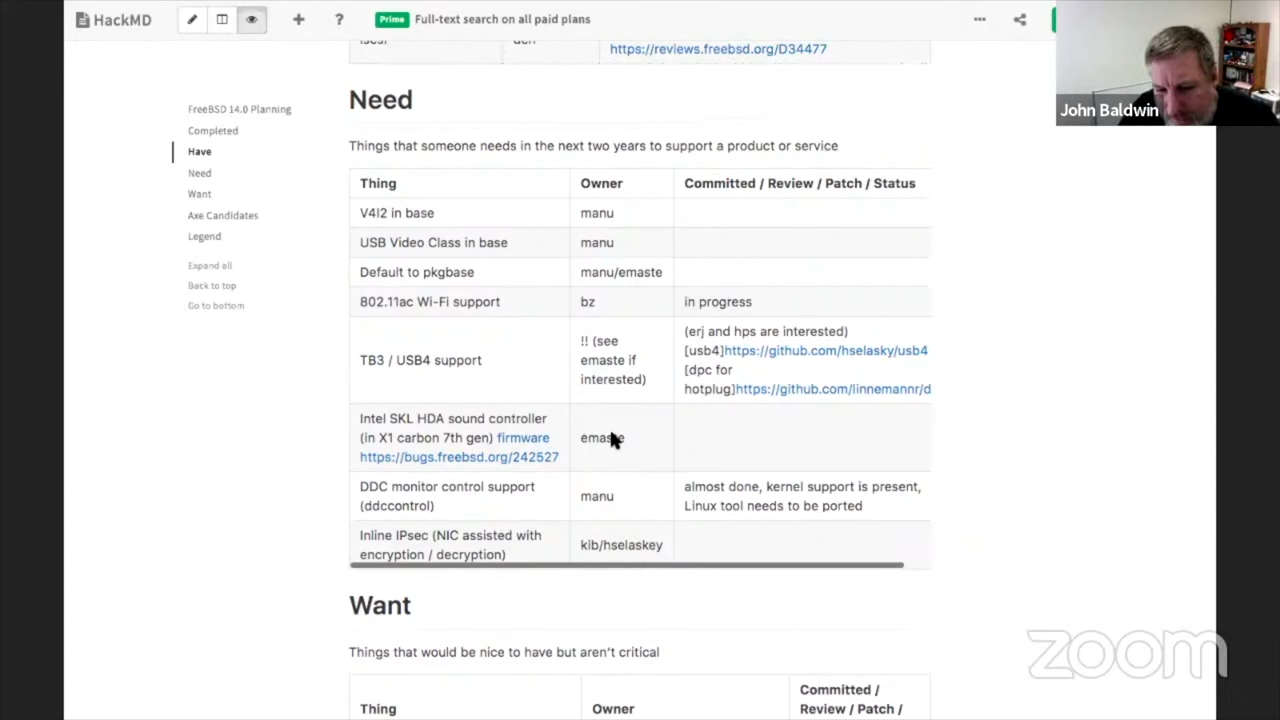 HackMD
Prime Full-text search on all paid plans
https://reviews.freebsd.org/D34477
John Baldwin
FreeBSD 14.0 Planning
Completed
Have
Need
Want
Axe Candidates
Legend
Expand all
Back to top
Go to bottom
Need
Things that someone needs in the next two years to support a product or service
Thing Owner Committed / Review / Patch / Status
V4l2 in base manu
USB Video Class in base manu
Default to pkgbase manu/emaste
802.11ac Wi-Fi support bz in progress
TB3 / USB4 support
!! (see
emaste if
interested)
(erj and hps are interested)
[usb4]https://github.com/hselasky/usb4
[dpc for
hotplug]https://github.com/linnemannr/d
Intel SKL HDA sound controller
(in X1 carbon 7th gen) firmware
https://bugs.freebsd.org/242527
emaste
DDC monitor control support
(ddccontrol)
manu
almost done, kernel support is present,
Linux tool needs to be ported
Inline IPsec (NIC assisted with
encryption / decryption)
kib/hselaskey
Want
Things that would be nice to have but aren't critical
Thing Owner
Committed /
Review / Patch /
zoom